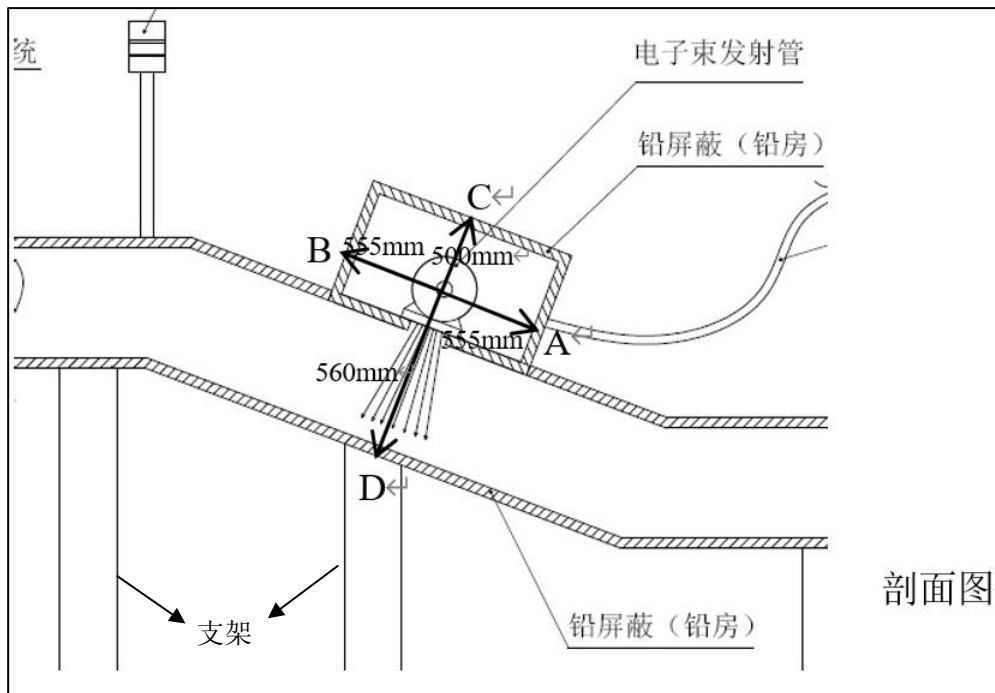 统
电子束发射管
铅屏蔽（铅房）
C↵
B
555mm
500mm↵
A↵
555mm
560mm
D↵
剖面图
支架
铅屏蔽（铅房）